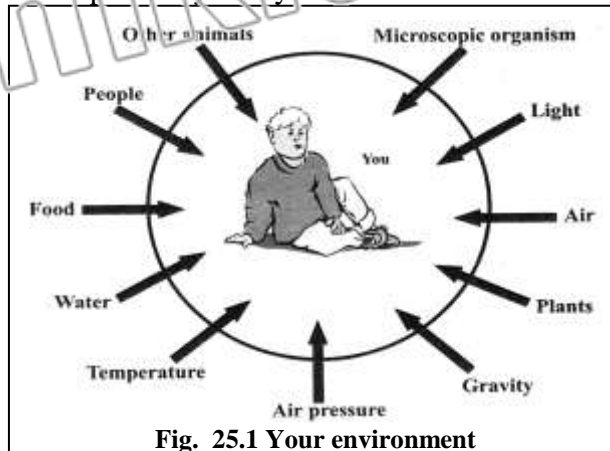 Other animals
Microscopic organism
People
Light
You
Food
Air
Water
Plants
Temperature
Gravity
Air pressure
Fig. 25.1 Your environment